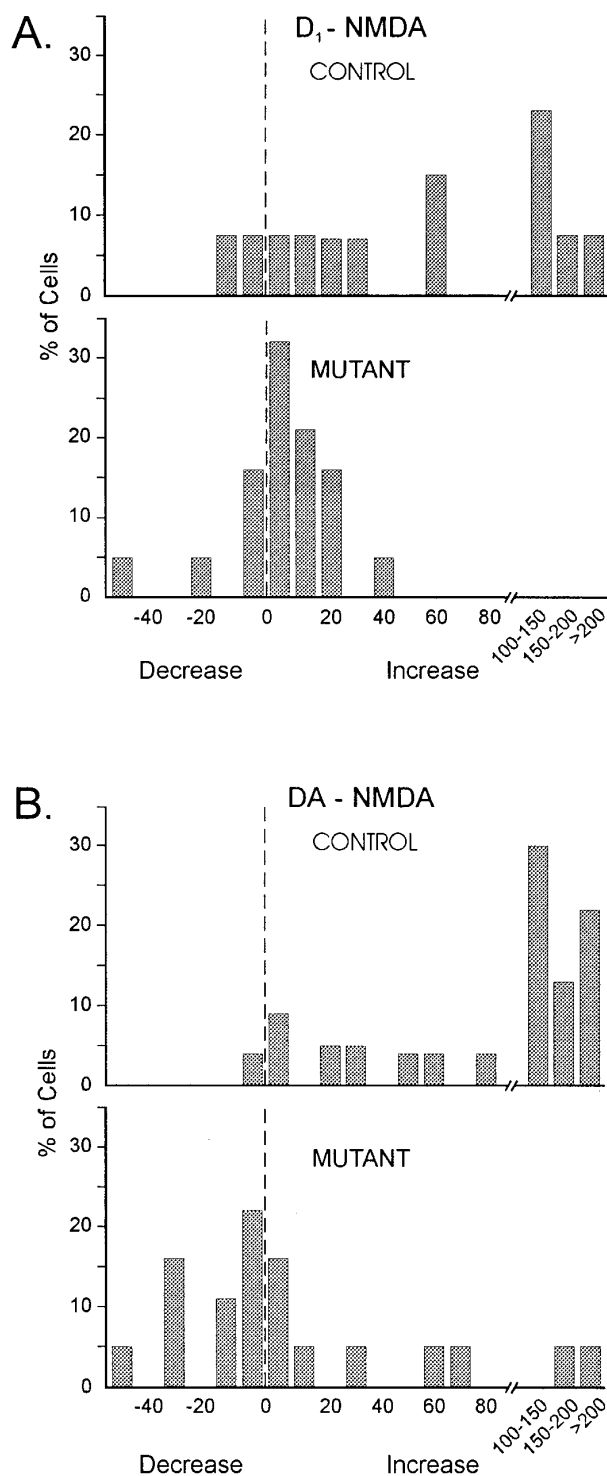 A.
D₁ - NMDA
CONTROL
30
20
10
0
% of Cells
MUTANT
30
20
10
0
-40 -20 0 20 40 60 80 100-150 150-200 >200
Decrease Increase
B.
DA - NMDA
CONTROL
30
20
10
0
% of Cells
MUTANT
30
20
10
0
-40 -20 0 20 40 60 80 100-150 150-200 >200
Decrease Increase